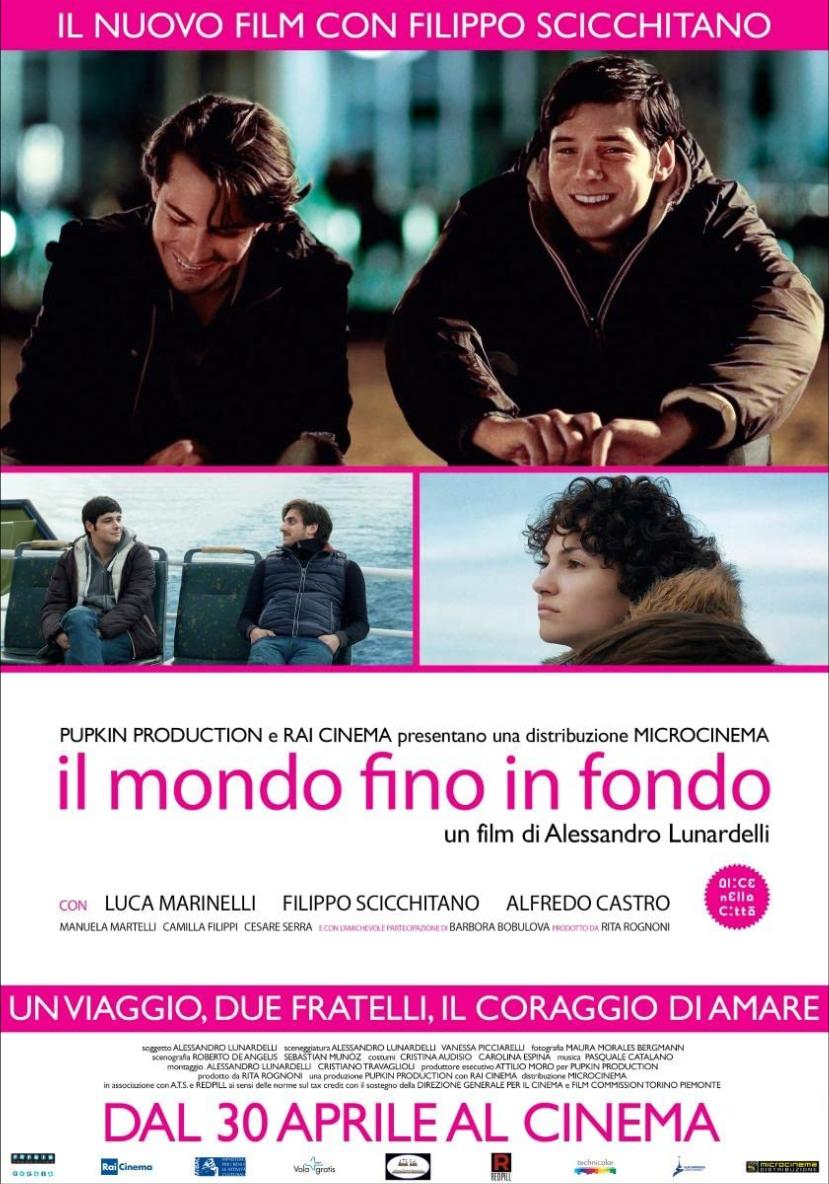 IL NUOVO FILM CON FILIPPO SCICCHITANO
PUPKIN PRODUCTION e RAI CINEMA presentano una distribuzione MICROCINEMA
il mondo fino in fondo
un film di Alessandro Lunardelli
CON LUCA MARINELLI FILIPPO SCICCHITANO ALFREDO CASTRO
MANUELA MARTELLI CAMILLA FILIPPI CESARE SERRA E CON L'AMICHEVOLE PARTECIPAZIONE DI BARBORA BOBULOVA PRODOTTO DA RITA ROGNONI
ALICE
nElla
CITTÀ
UN VIAGGIO, DUE FRATELLI, IL CORAGGIO DI AMARE
soggetto ALESSANDRO LUNARDELLI sceneggiatura ALESSANDRO LUNARDELLI VANESSA PICCIARELLI fotografia MAURA MORALES BERGMANN
scenografia ROBERTO DE ANGELIS SEBASTIAN MUNÓZ costumi CRISTINA AUDISIO CAROLINA ESPINA musica PASQUALE CATALANO
montaggio ALESSANDRO LUNARDELLI CRISTIANO TRAVAGLIOLI produttore esecutivo ATTILIO MORO per PUPKIN PRODUCTION
prodotto da RITA ROGNONI una produzione PUPKIN PRODUCTION con RAI CINEMA distribuzione MICROCINEMA
in associazione con A.T.S. e REDPILL ai sensi delle norme sul tax credit con il sostegno della DIREZIONE GENERALE PER IL CINEMA e FILM COMMISSION TORINO PIEMONTE
DAL 30 APRILE AL CINEMA
Rai Cinema
Vola gratis
R
REDPILL
technicolor
microcinema
DISTRIBUZIONE